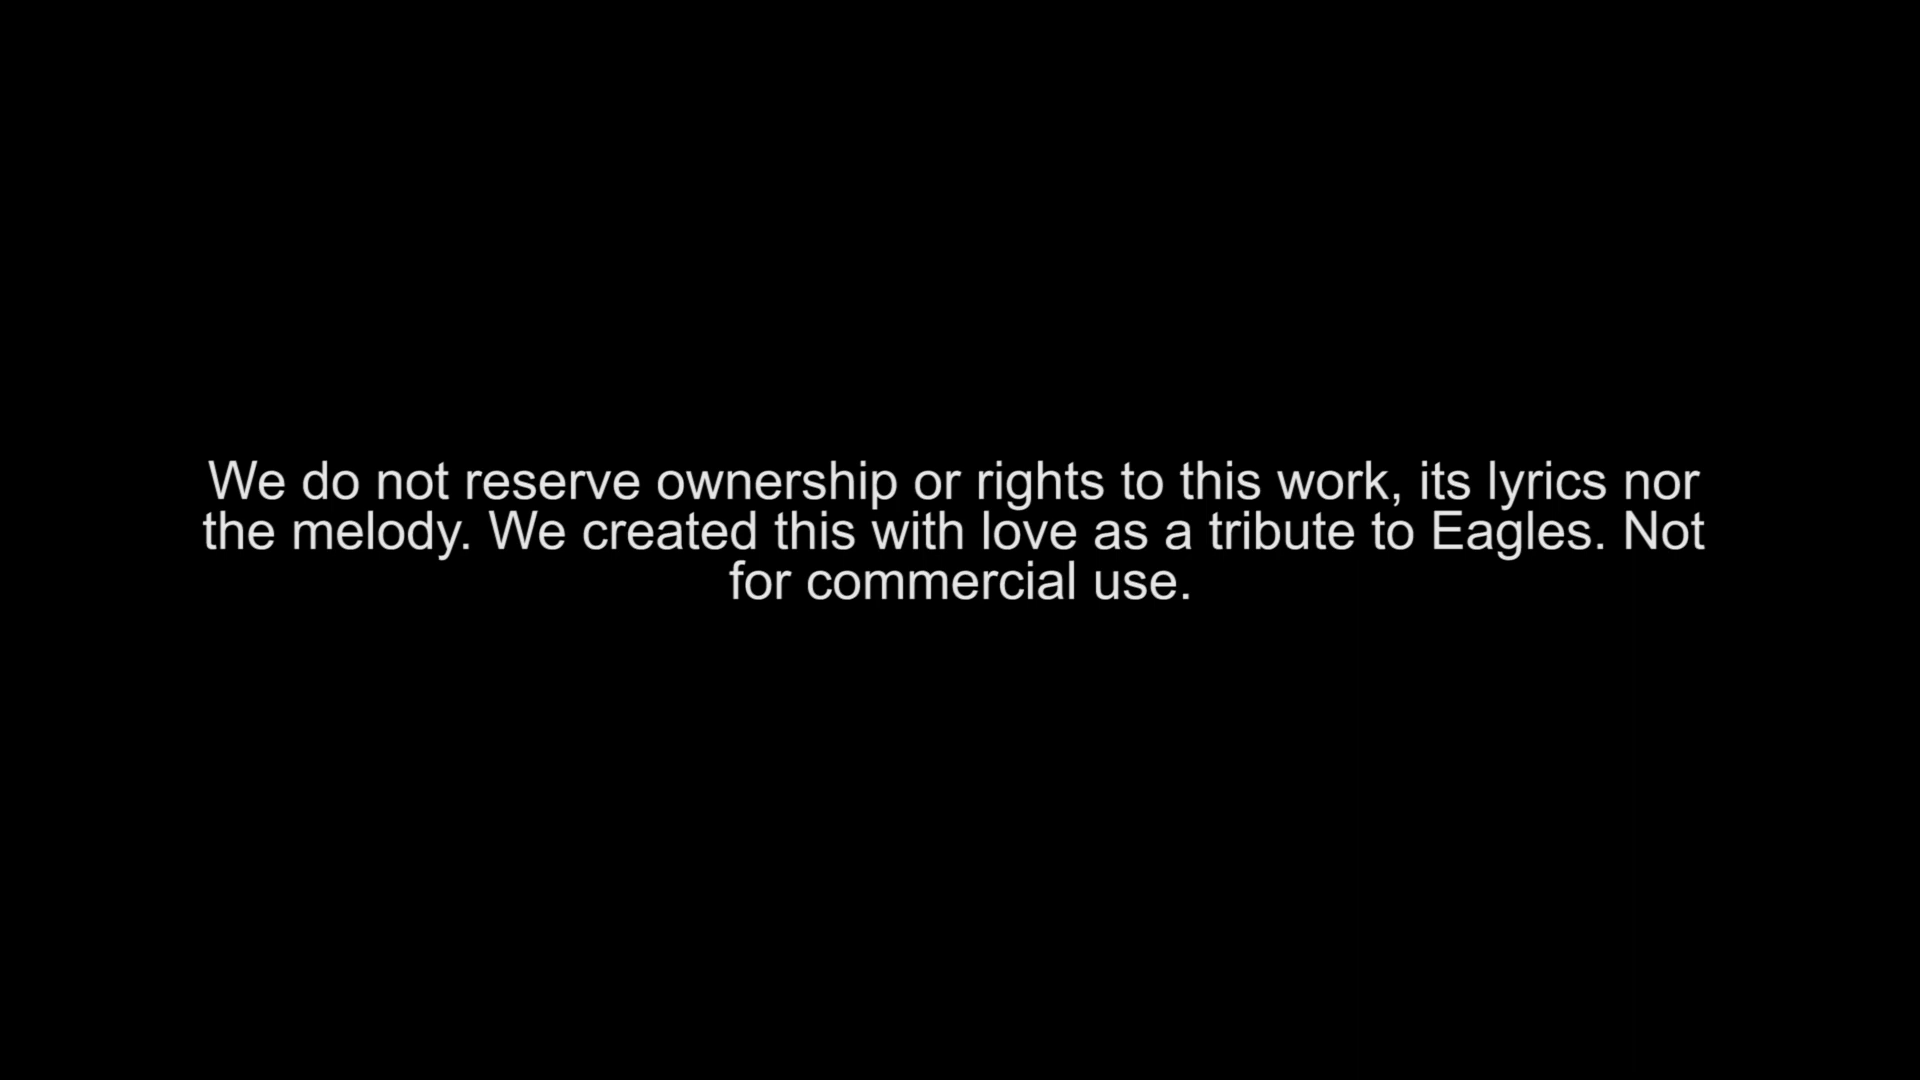 We do not reserve ownership or rights to this work, its lyrics nor
the melody. We created this with love as a tribute to Eagles. Not
for commercial use.